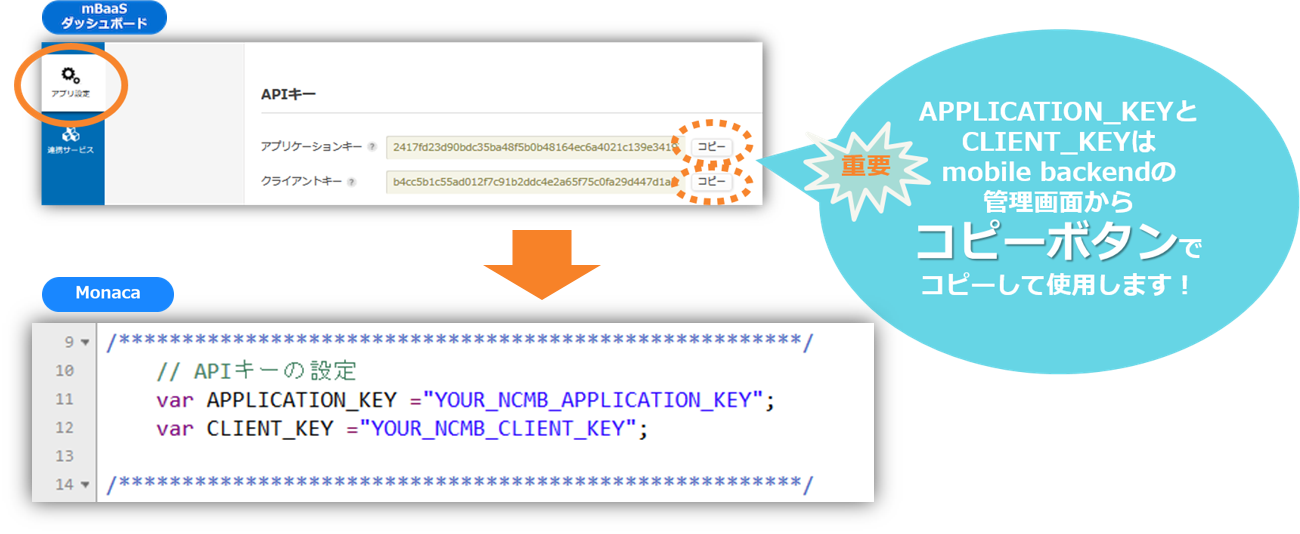 mBaaS
ダッシュボード
アプリ設定
連携サービス
APIキー
アプリケーションキー ?
2417fd23d90bdc35ba48f5b0b48164ec6a4021c139e3419
コピー
クライアントキー ?
b4cc5b1c55ad012f7c91b2ddc4e2a65f75c0fa29d447d1a
コピー
重要
APPLICATION_KEYと
CLIENT_KEYは
mobile backendの
管理画面から
コピーボタンで
コピーして使用します！
Monaca
9 /******************************************************/
10 // APIキーの設定
11 var APPLICATION_KEY ="YOUR_NCMB_APPLICATION_KEY";
12 var CLIENT_KEY ="YOUR_NCMB_CLIENT_KEY";
13
14 /******************************************************/